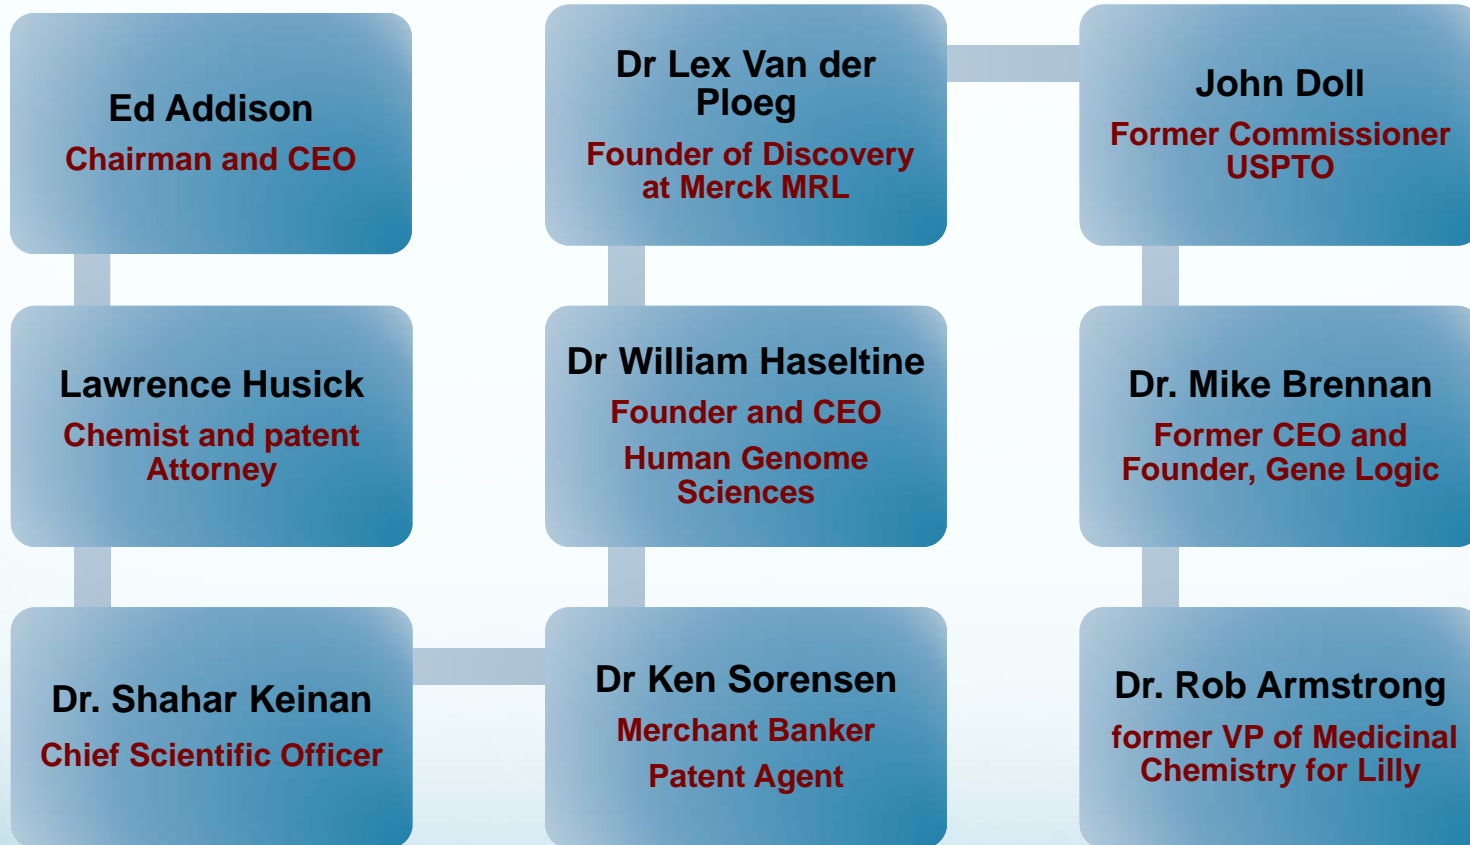 Ed Addison
Chairman and CEO
Lawrence Husick
Chemist and patent
Attorney
Dr. Shahar Keinan
Chief Scientific Officer
Dr Lex Van der
Ploeg
Founder of Discovery
at Merck MRL
Dr William Haseltine
Founder and CEO
Human Genome
Sciences
Dr Ken Sorensen
Merchant Banker
Patent Agent
John Doll
Former Commissioner
USPTO
Dr. Mike Brennan
Former CEO and
Founder, Gene Logic
Dr. Rob Armstrong
former VP of Medicinal
Chemistry for Lilly